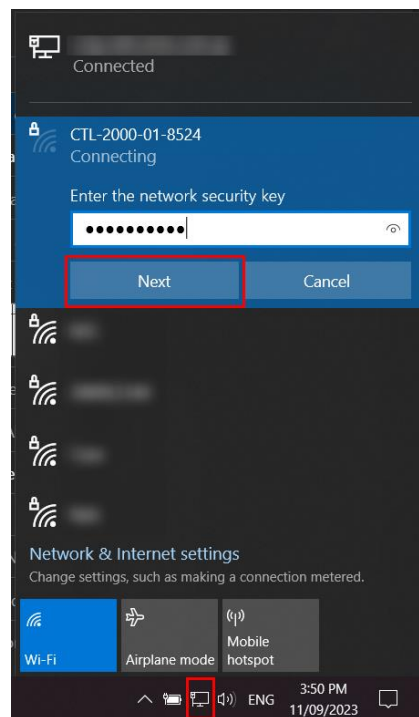 Connected
CTL-2000-01-8524
Connecting
Enter the network security key
●●●●●●●●●●
Next
Cancel
Network & Internet settings
Change settings, such as making a connection metered.
Wi-Fi
Airplane mode
Mobile
hotspot
ENG
3:50 PM
11/09/2023